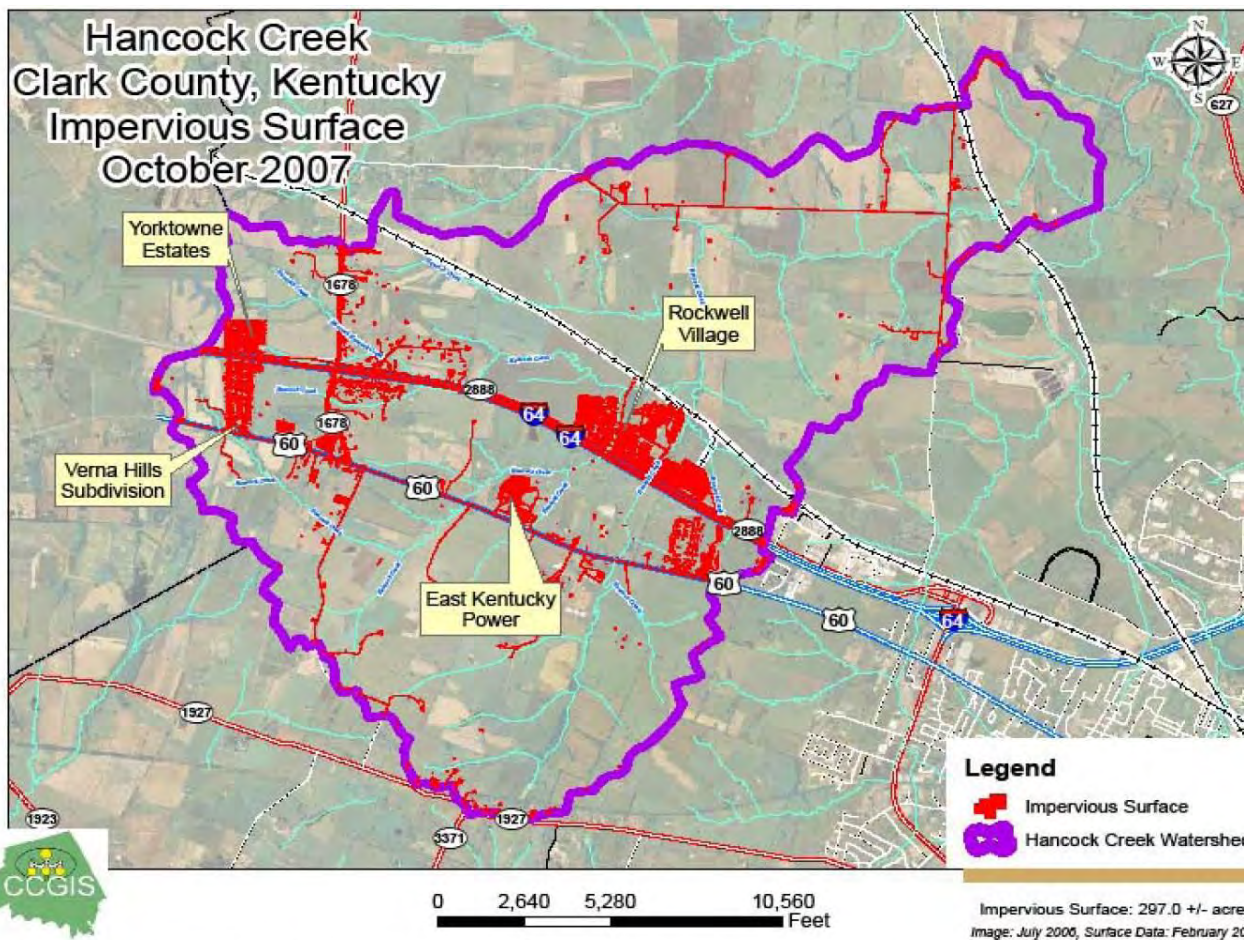 Hancock Creek
Clark County, Kentucky
Impervious Surface
October 2007
N
W E
S
627
Yorktowne
Estates
1678
Rockwell
Village
2888
64
64
1678
60
Verna Hills
Subdivision
60
2888
60
East Kentucky
Power
60
64
1927
1923
3371
1927
Legend
Impervious Surface
Hancock Creek Watershed
CCGIS
0 2,640 5,280 10,560
Feet
Impervious Surface: 297.0 +/- acre
Image: July 2006, Surface Data: February 20